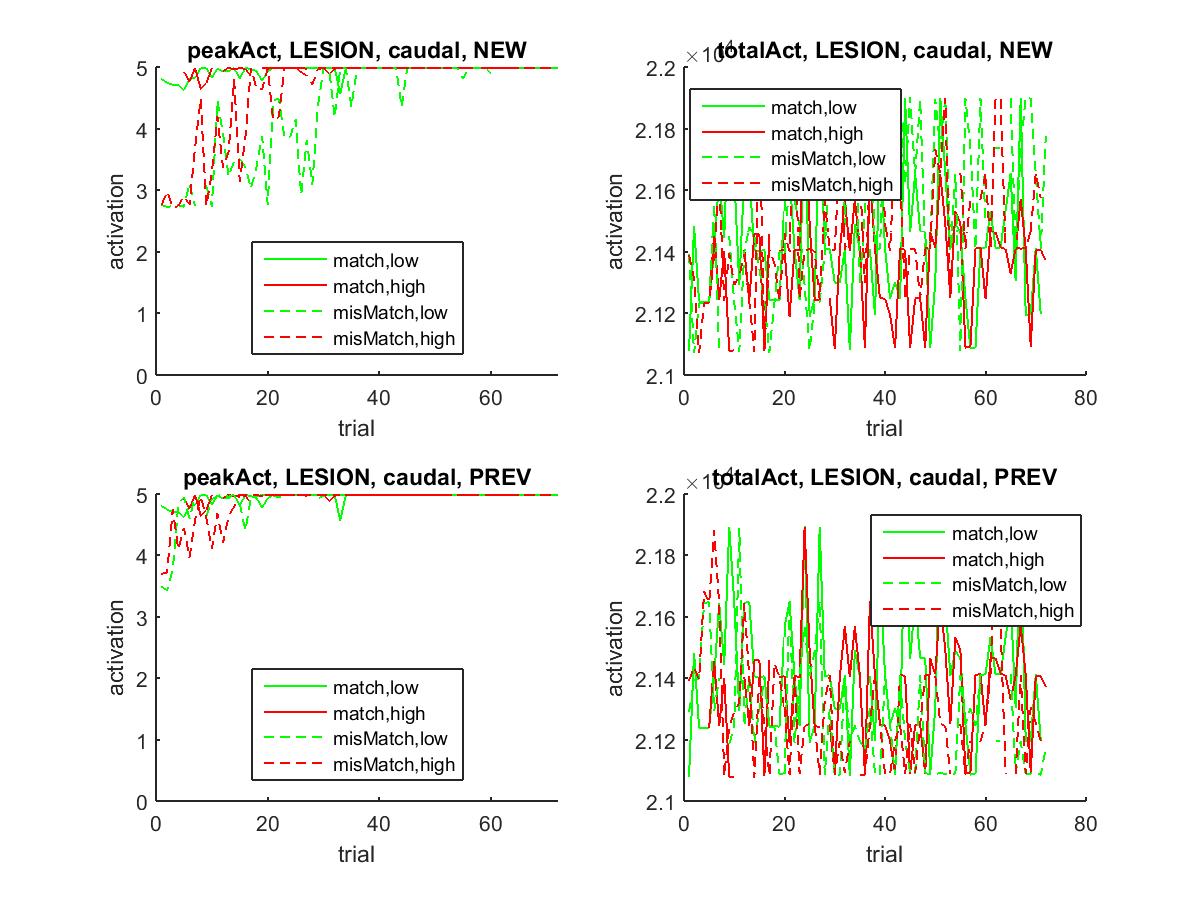 peakAct, LESION, caudal, NEW
5
4
3
2
1
0
activation
match,low
match,high
misMatch,low
misMatch,high
0 20 40 60
trial
×10^4
totalAct, LESION, caudal, NEW
2.2
2.18
2.16
2.14
2.12
2.1
activation
match,low
match,high
misMatch,low
misMatch,high
0 20 40 60 80
trial
peakAct, LESION, caudal, PREV
5
4
3
2
1
0
activation
match,low
match,high
misMatch,low
misMatch,high
0 20 40 60
trial
×10^4
totalAct, LESION, caudal, PREV
2.2
2.18
2.16
2.14
2.12
2.1
activation
match,low
match,high
misMatch,low
misMatch,high
0 20 40 60 80
trial